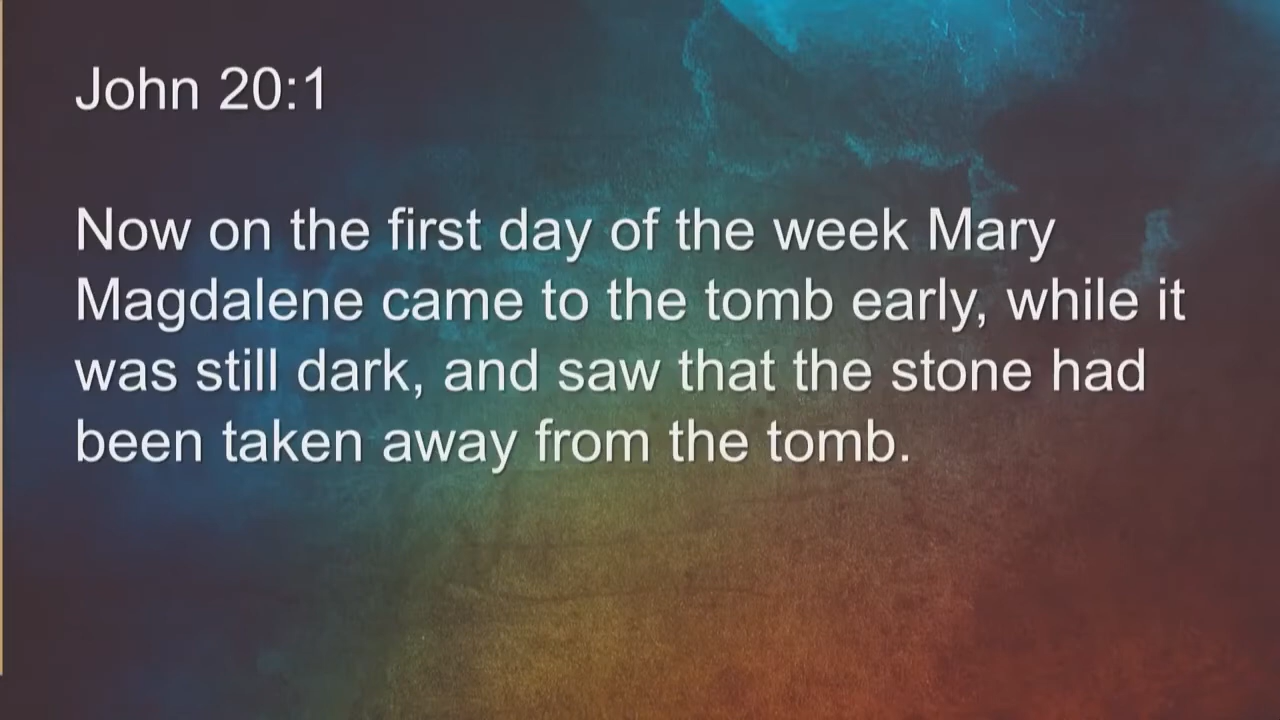 John 20:1
Now on the first day of the week Mary
Magdalene came to the tomb early, while it
was still dark, and saw that the stone had
been taken away from the tomb.